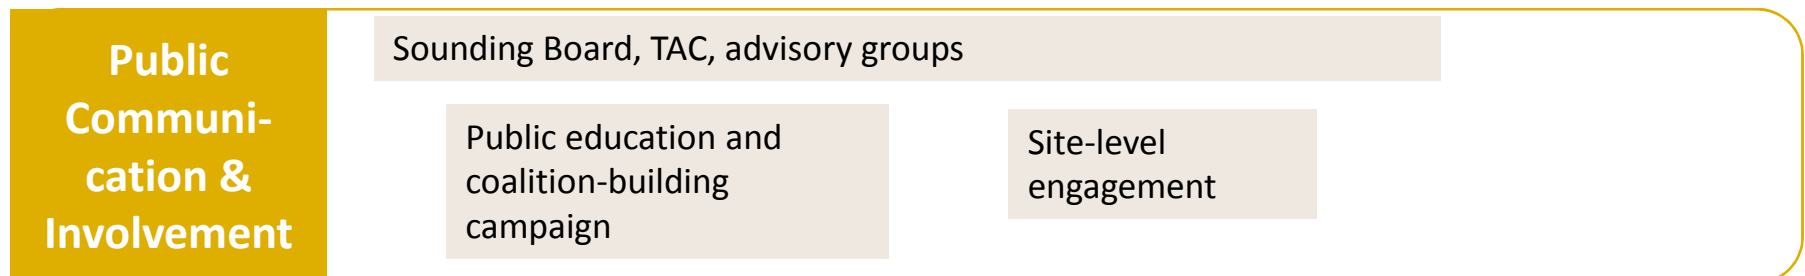 Public
Communi-
cation &
Involvement
Sounding Board, TAC, advisory groups
Public education and
coalition-building
campaign
Site-level
engagement